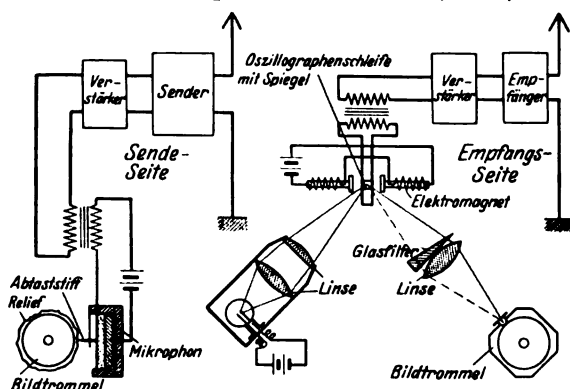 Oszillographenschleife
mit Spiegel
Ver-
stärker
Sender
Ver-
stärker
Emp-
fänger
Sende-
Seite
Empfangs-
Seite
Elektromagnet
Glasfilter
Linse
Linse
Abtaststift
Relief
Mikrophon
Bildtrommel
Bildtrommel